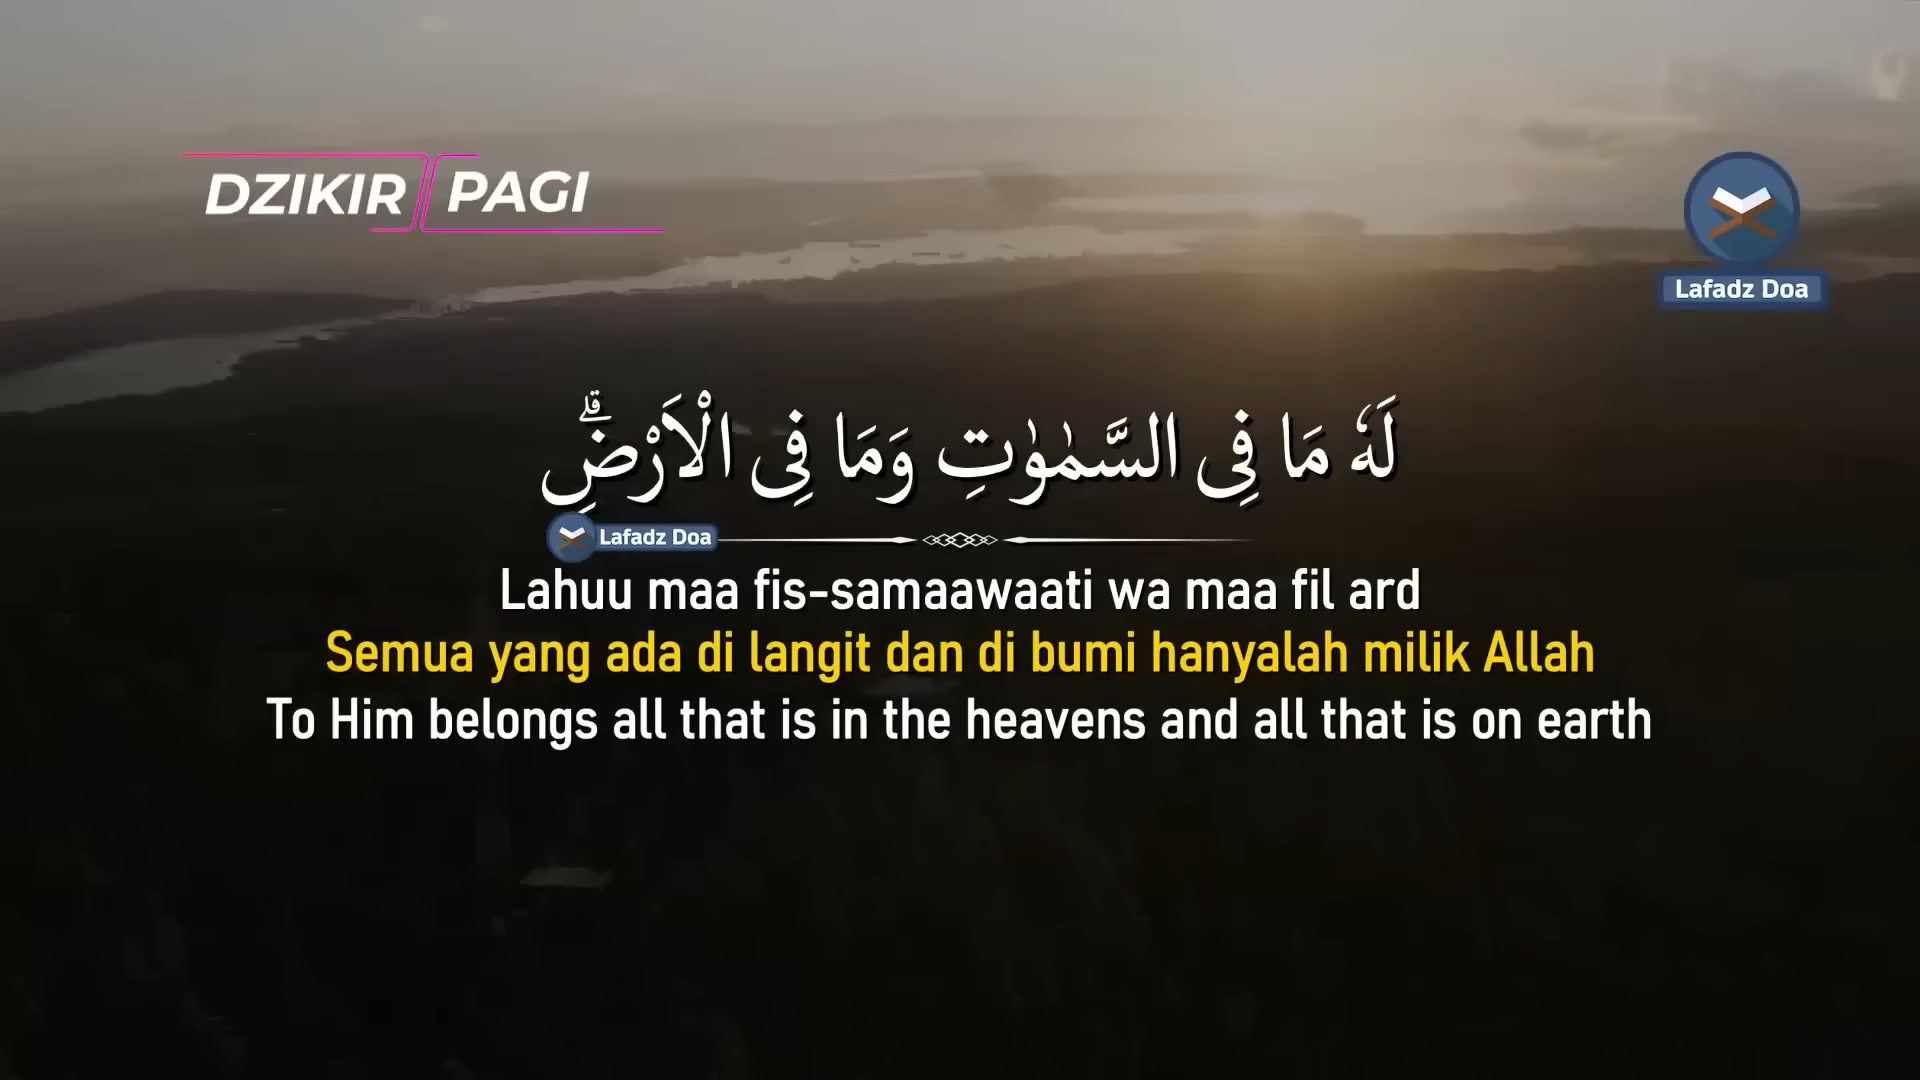 DZIKIR PAGI
Lafadz Doa
لَهٗ مَا فِى السَّمٰوٰتِ وَمَا فِى الْاَرْضِۗ
Lafadz Doa
Lahuu maa fis-samaawaati wa maa fil ard
Semua yang ada di langit dan di bumi hanyalah milik Allah
To Him belongs all that is in the heavens and all that is on earth